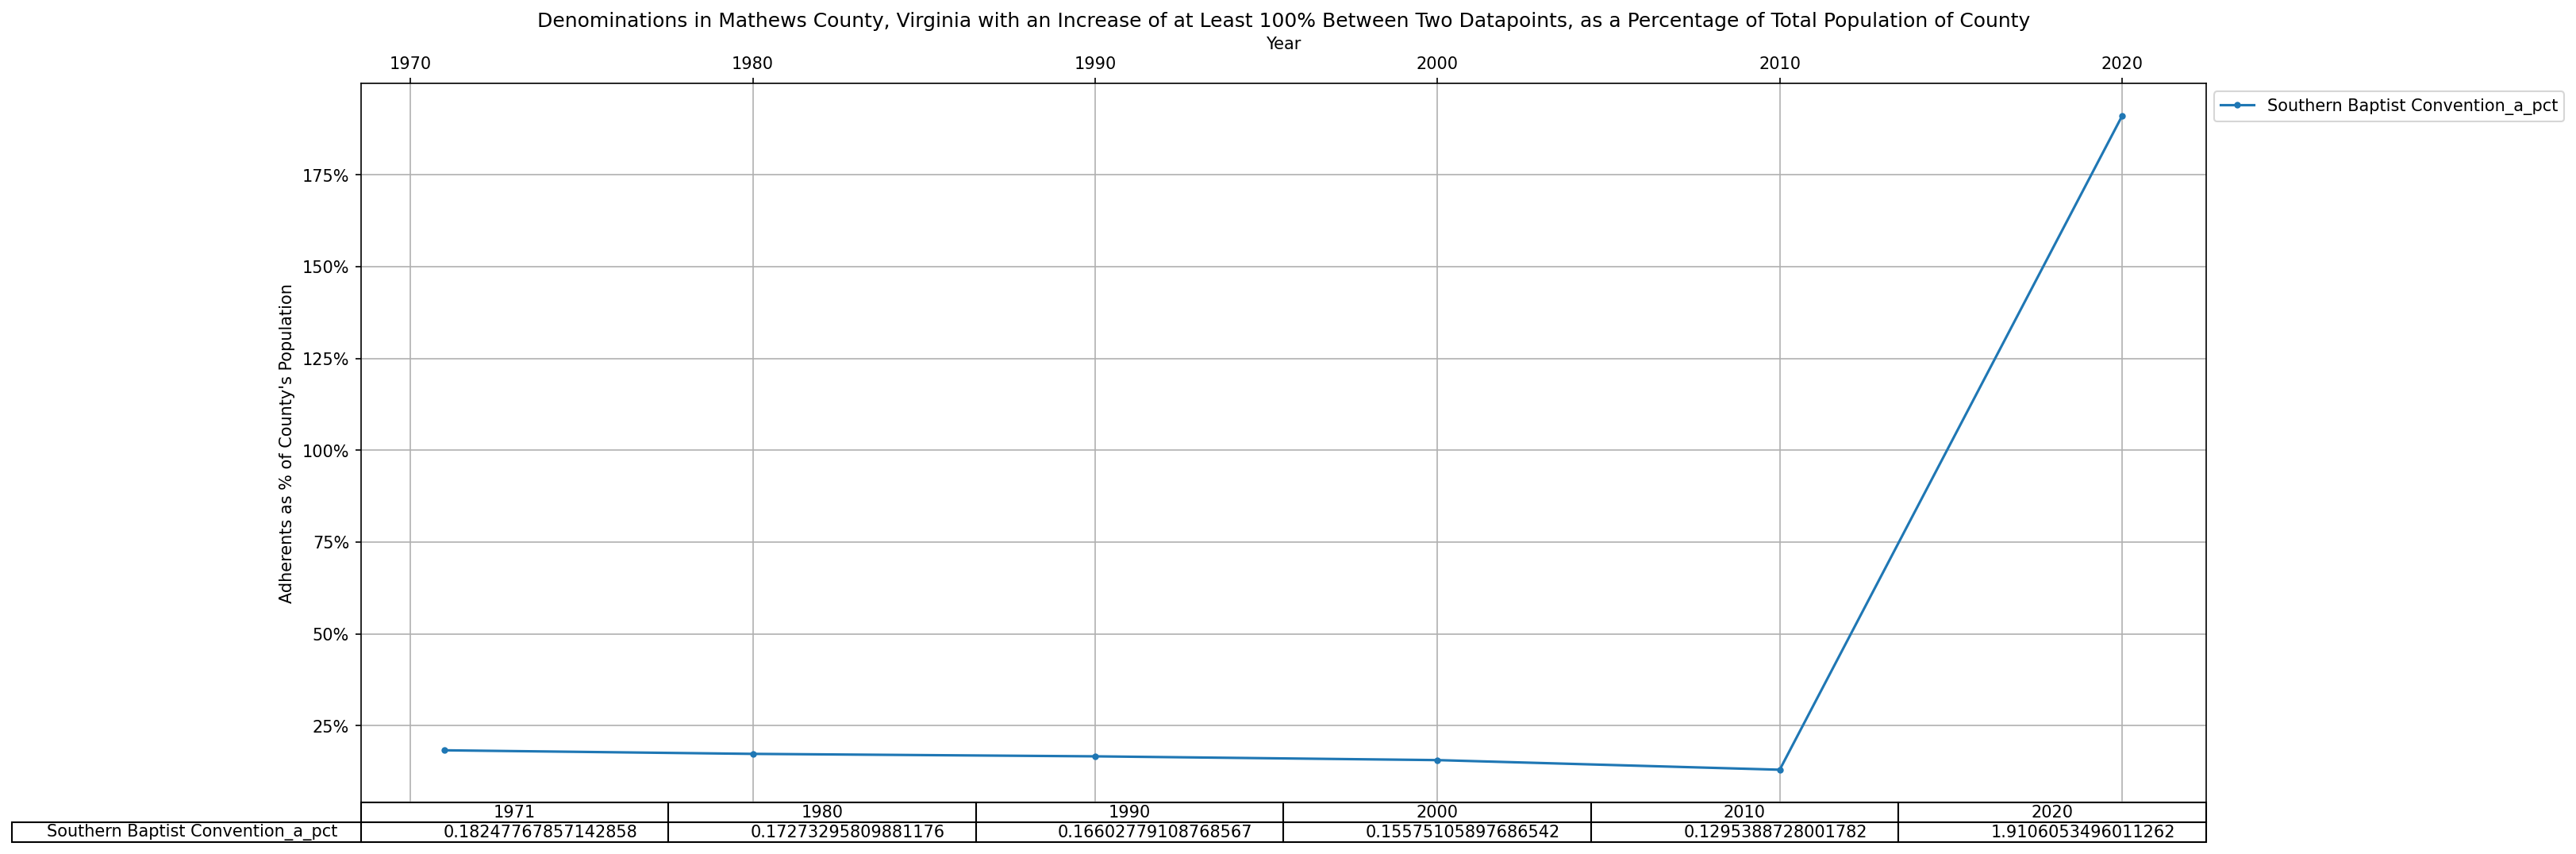 Denominations in Mathews County, Virginia with an Increase of at Least 100% Between Two Datapoints, as a Percentage of Total Population of County
Year
1970 1980 1990 2000 2010 2020
Southern Baptist Convention_a_pct
Adherents as % of County's Population
175%
150%
125%
100%
75%
50%
25%
1971 1980 1990 2000 2010 2020
Southern Baptist Convention_a_pct 0.18247767857142858 0.17273295809881176 0.16602779108768567 0.15575105897686542 0.1295388728001782 1.9106053496011262